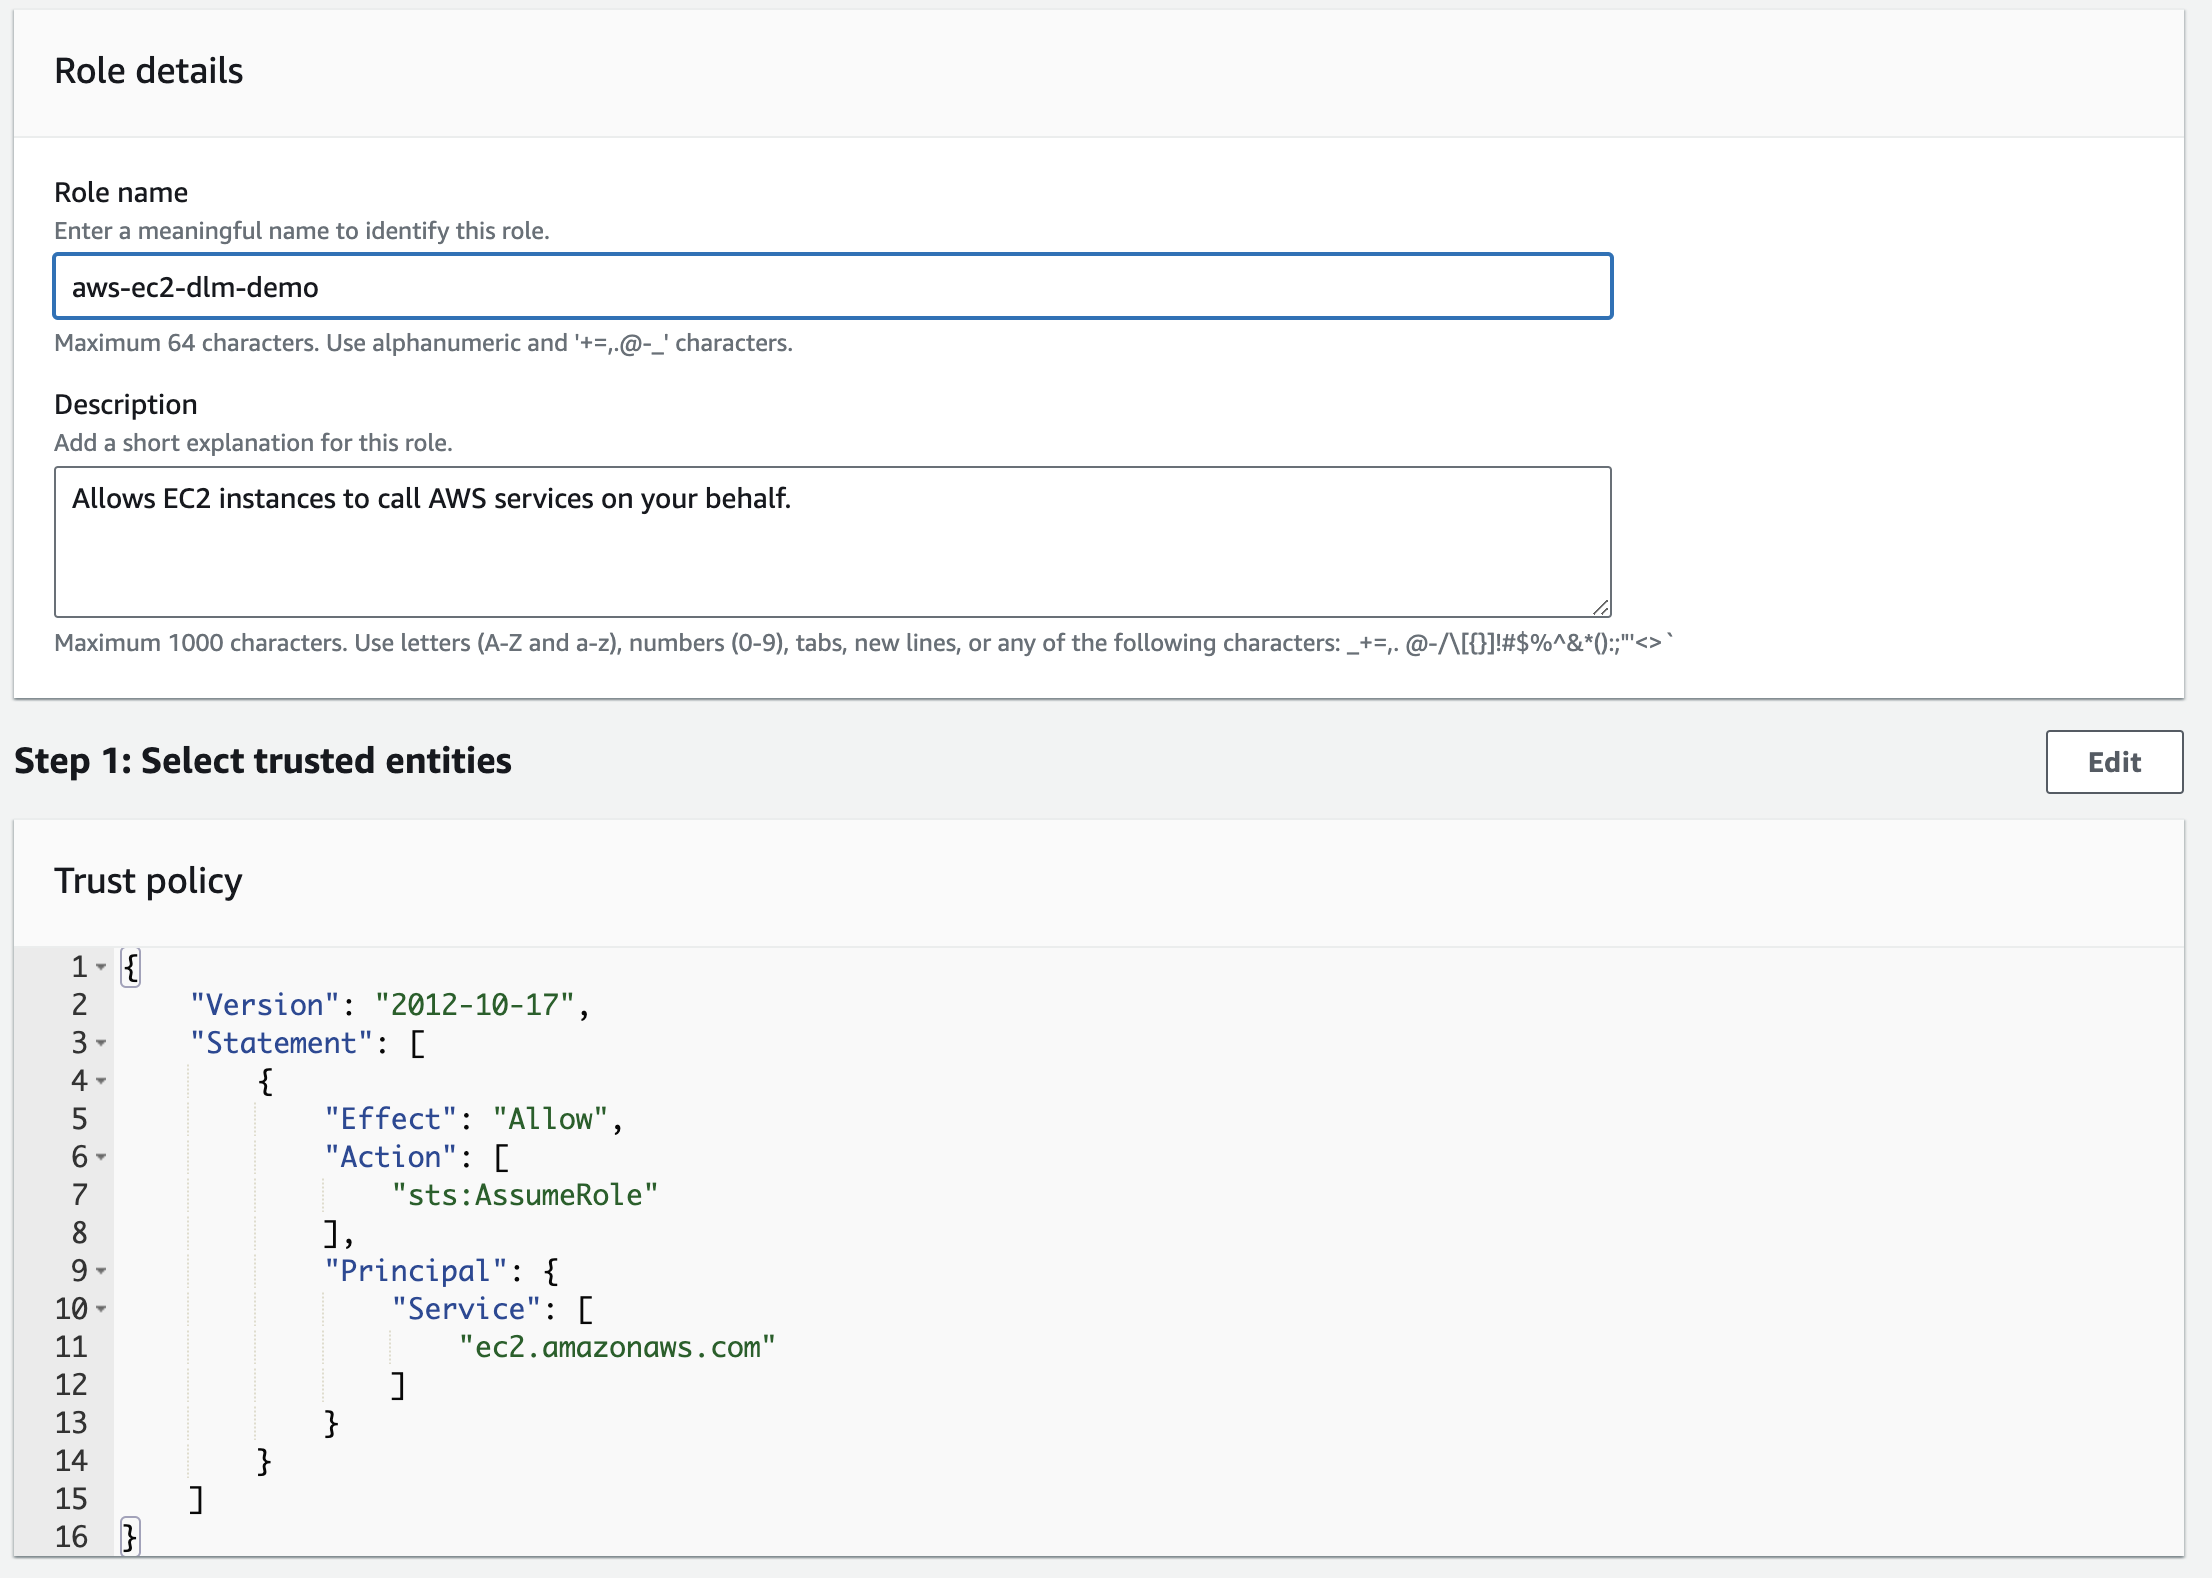 Role details
Role name
Enter a meaningful name to identify this role.
aws-ec2-dlm-demo
Maximum 64 characters. Use alphanumeric and '+=,.@-_' characters.
Description
Add a short explanation for this role.
Allows EC2 instances to call AWS services on your behalf.
Maximum 1000 characters. Use letters (A-Z and a-z), numbers (0-9), tabs, new lines, or any of the following characters: _+=,. @-/\[{}]!#$%^&*():;"'<>`
Step 1: Select trusted entities
Edit
Trust policy
1 {
2     "Version": "2012-10-17",
3     "Statement": [
4         {
5             "Effect": "Allow",
6             "Action": [
7                 "sts:AssumeRole"
8             ],
9             "Principal": {
10                 "Service": [
11                     "ec2.amazonaws.com"
12                 ]
13             }
14         }
15     ]
16 }